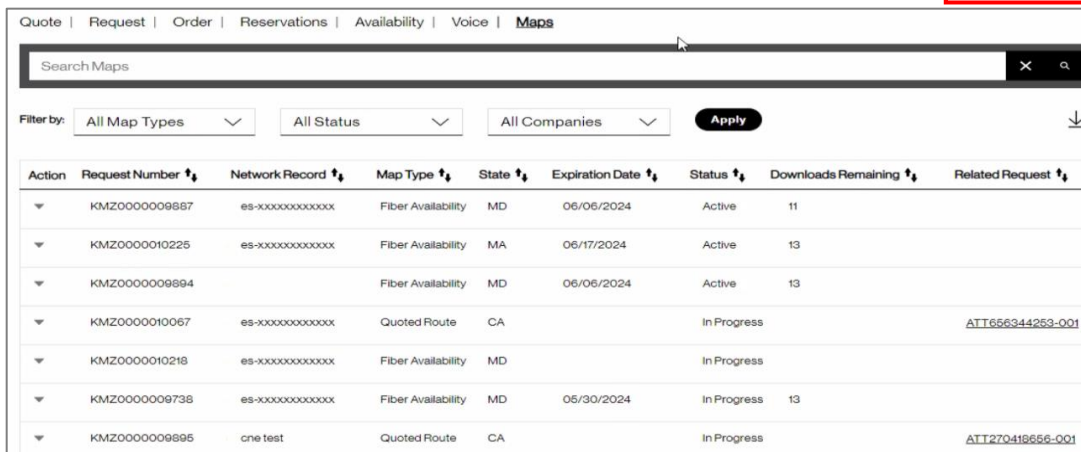 Quote | Request | Order | Reservations | Availability | Voice | Maps
Search Maps
Filter by: All Map Types All Status All Companies Apply
Action Request Number Network Record Map Type State Expiration Date Status Downloads Remaining Related Request
KMZ0000009887 es-xxxxxxxxxxxx Fiber Availability MD 06/06/2024 Active 11
KMZ0000010225 es-xxxxxxxxxxxx Fiber Availability MA 06/17/2024 Active 13
KMZ0000009894 Fiber Availability MD 06/06/2024 Active 13
KMZ0000010067 es-xxxxxxxxxxxx Quoted Route CA In Progress ATT656344253-001
KMZ0000010218 es-xxxxxxxxxxxx Fiber Availability MD In Progress
KMZ0000009738 es-xxxxxxxxxxxx Fiber Availability MD 05/30/2024 In Progress 13
KMZ0000009895 cne test Quoted Route CA In Progress ATT270418656-001